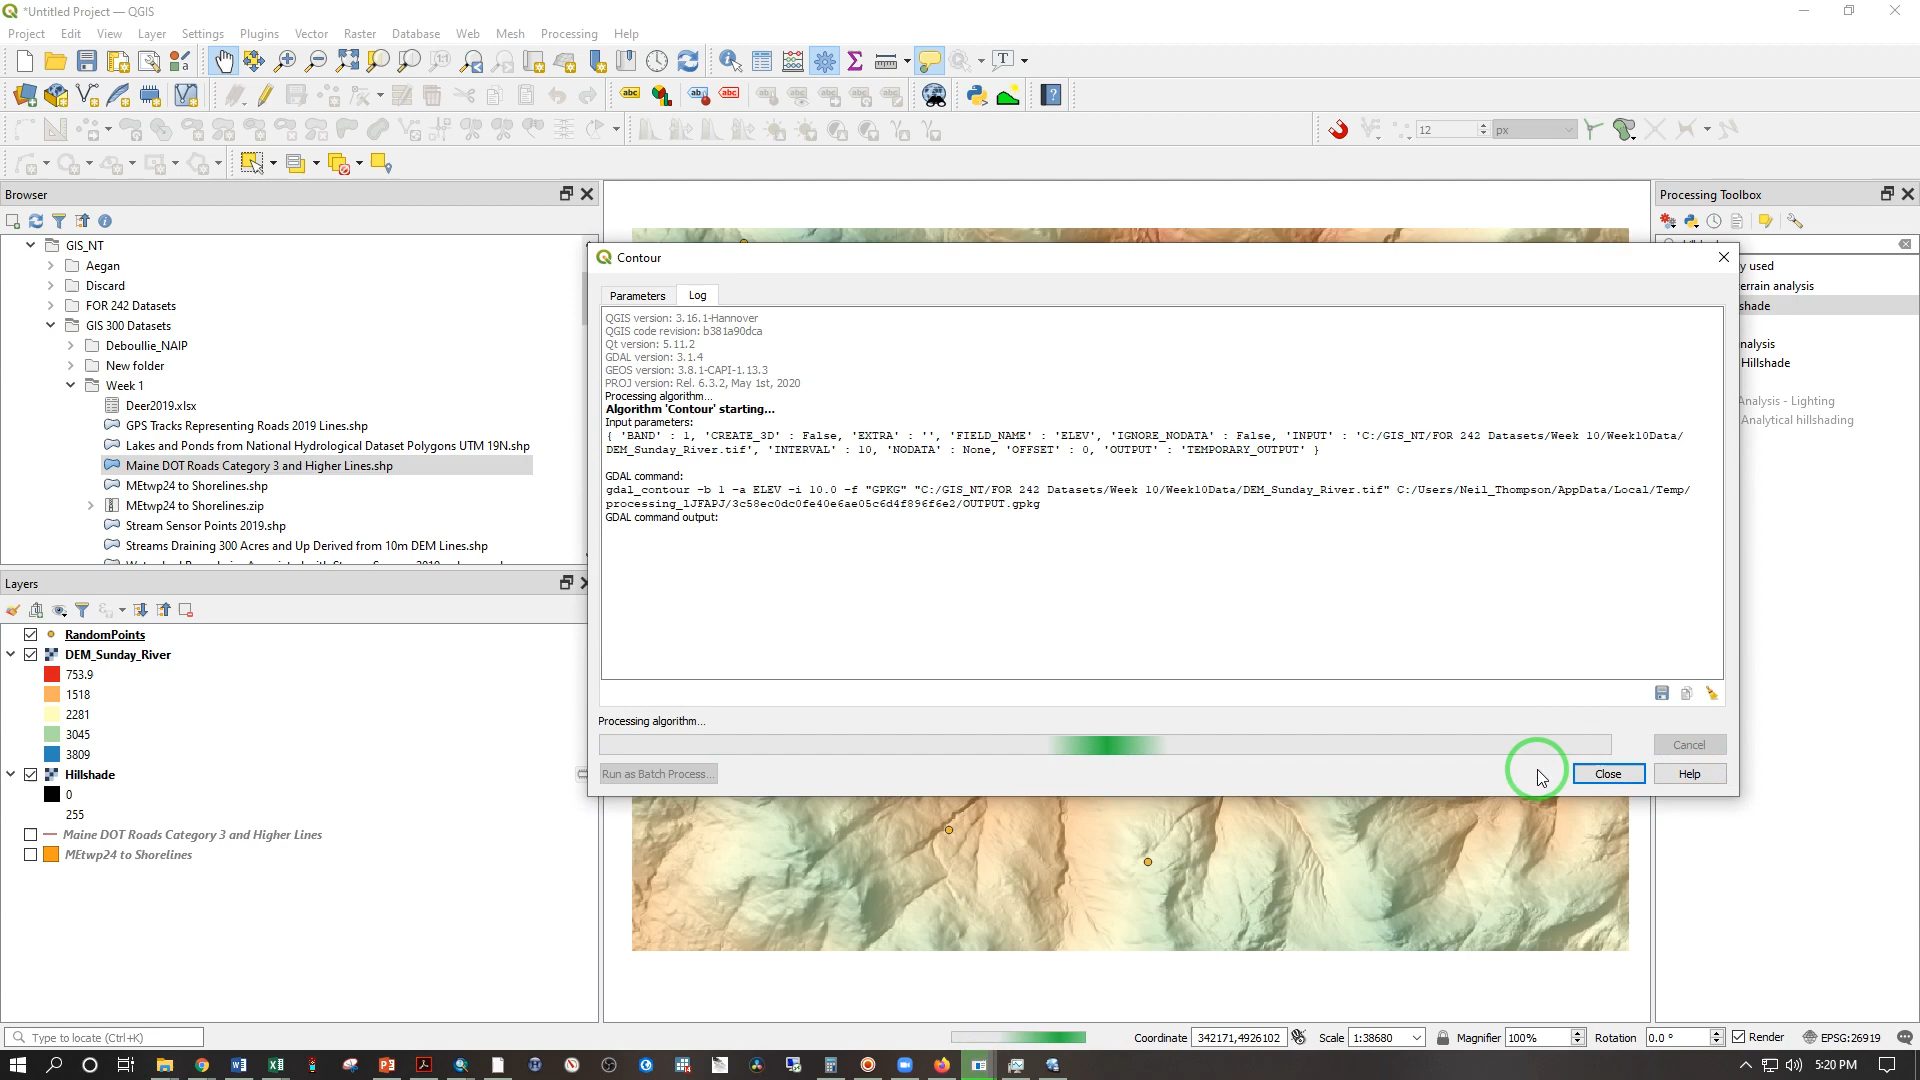 *Untitled Project — QGIS
Project Edit View Layer Settings Plugins Vector Raster Database Web Mesh Processing Help
12 px
Browser
GIS_NT
Aegan
Discard
FOR 242 Datasets
GIS 300 Datasets
Deboullie_NAIP
New folder
Week 1
Deer2019.xlsx
GPS Tracks Representing Roads 2019 Lines.shp
Lakes and Ponds from National Hydrological Dataset Polygons UTM 19N.shp
Maine DOT Roads Category 3 and Higher Lines.shp
MEtwp24 to Shorelines.shp
MEtwp24 to Shorelines.zip
Stream Sensor Points 2019.shp
Streams Draining 300 Acres and Up Derived from 10m DEM Lines.shp
Layers
RandomPoints
DEM_Sunday_River
753.9
1518
2281
3045
3809
Hillshade
0
255
Maine DOT Roads Category 3 and Higher Lines
MEtwp24 to Shorelines
Contour
Parameters Log
QGIS version: 3.16.1-Hannover
QGIS code revision: b381a90dca
Qt version: 5.11.2
GDAL version: 3.1.4
GEOS version: 3.8.1-CAPI-1.13.3
PROJ version: Rel. 6.3.2, May 1st, 2020
Processing algorithm…
Algorithm 'Contour' starting…
Input parameters:
{ 'BAND' : 1, 'CREATE_3D' : False, 'EXTRA' : '', 'FIELD_NAME' : 'ELEV', 'IGNORE_NODATA' : False, 'INPUT' : 'C:/GIS_NT/FOR 242 Datasets/Week 10/Week10Data/
DEM_Sunday_River.tif', 'INTERVAL' : 10, 'NODATA' : None, 'OFFSET' : 0, 'OUTPUT' : 'TEMPORARY_OUTPUT' }
GDAL command:
gdal_contour -b 1 -a ELEV -i 10.0 -f "GPKG" "C:/GIS_NT/FOR 242 Datasets/Week 10/Week10Data/DEM_Sunday_River.tif" C:/Users/Neil_Thompson/AppData/Local/Temp/
processing_lJFAPJ/3c58ec0dc0fe40e6ae05c6d4f896f6e2/OUTPUT.gpkg
GDAL command output:
Processing algorithm...
Cancel
Run as Batch Process…
Close
Help
Processing Toolbox
y used
errain analysis
shade
nalysis
Hillshade
Analysis - Lighting
Analytical hillshading
Type to locate (Ctrl+K)
Coordinate 342171,4926102 Scale 1:38680 Magnifier 100% Rotation 0.0 ° Render EPSG:26919
5:20 PM